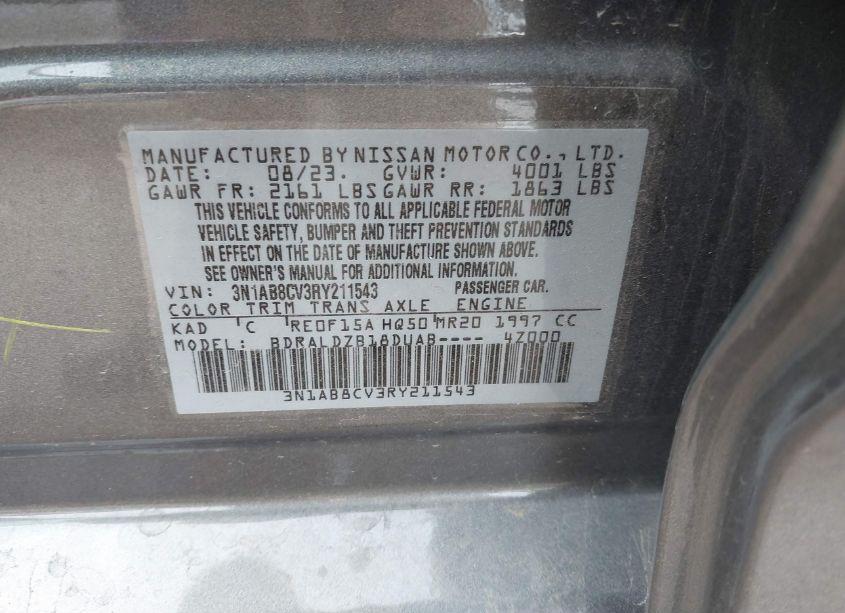 MANUFACTURED BY NISSAN MOTOR CO., LTD.
DATE: 08/23. GVWR: 4001 LBS
GAWR FR: 2161 LBS GAWR RR: 1863 LBS
THIS VEHICLE CONFORMS TO ALL APPLICABLE FEDERAL MOTOR
VEHICLE SAFETY, BUMPER AND THEFT PREVENTION STANDARDS
IN EFFECT ON THE DATE OF MANUFACTURE SHOWN ABOVE.
SEE OWNER'S MANUAL FOR ADDITIONAL INFORMATION.
VIN: 3N1AB8CV3RY211543 PASSENGER CAR.
COLOR TRIM TRANS AXLE ENGINE
KAD 'C RE0F15A HQ50 'MR20 1997 CC
MODEL: BDRALDZB18DUAB---- 4Z000
3N1AB8CV3RY211543